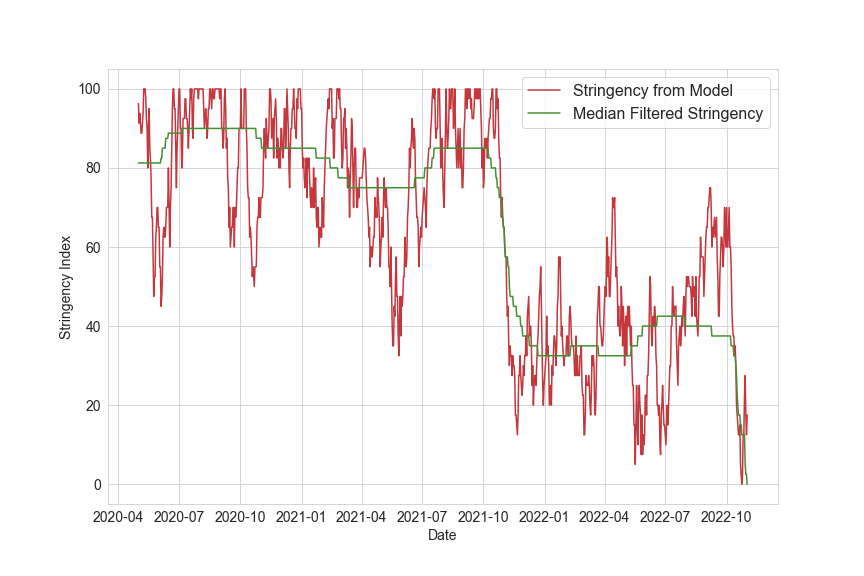 Stringency from Model
Median Filtered Stringency
100
80
60
40
20
0
Stringency Index
2020-04 2020-07 2020-10 2021-01 2021-04 2021-07 2021-10 2022-01 2022-04 2022-07 2022-10
Date